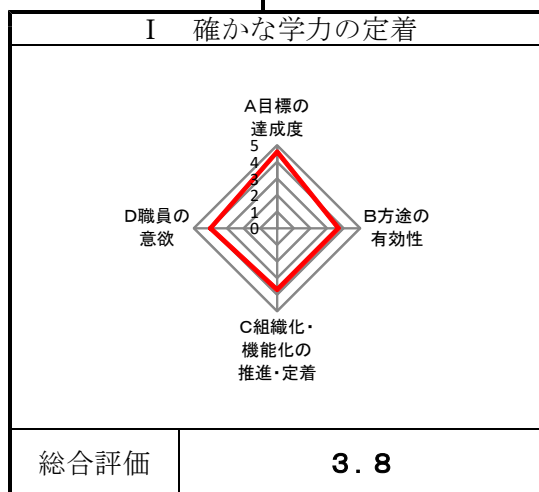 Ⅰ 確かな学力の定着
A目標の
達成度
5
4
3
2
1
0
D職員の
意欲
B方途の
有効性
C組織化・
機能化の
推進・定着
総合評価 3.8